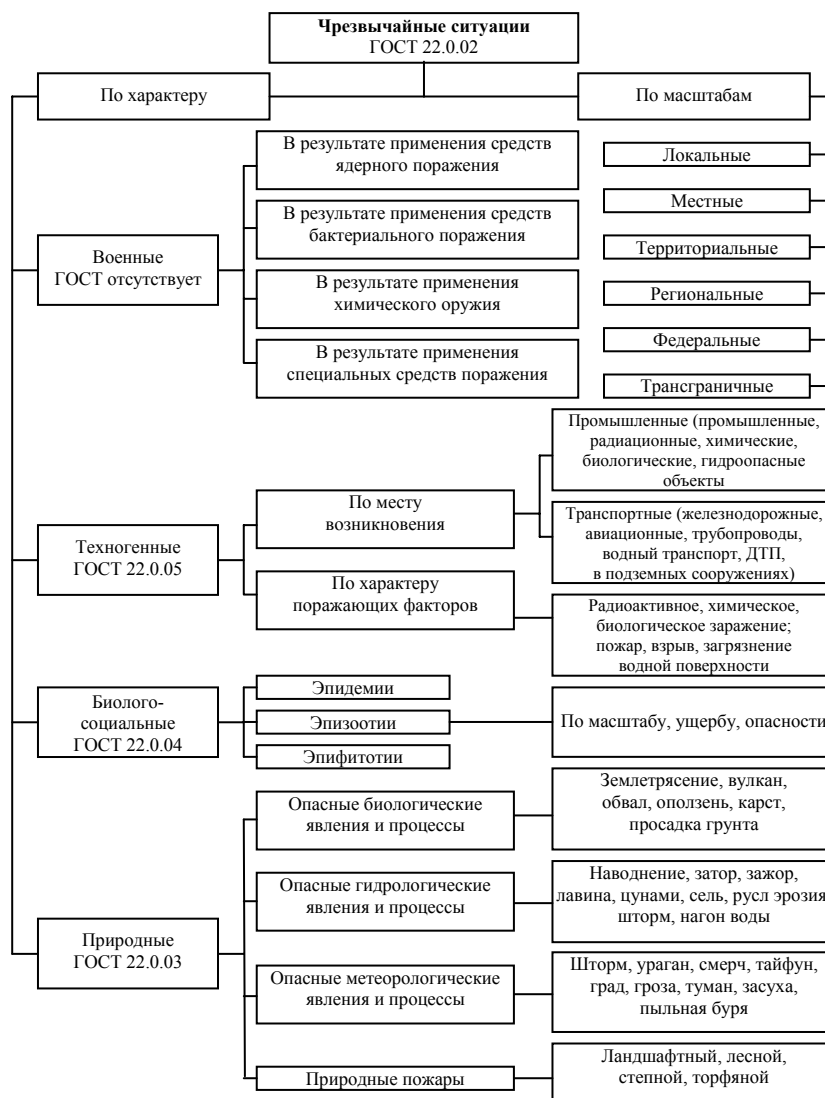 Чрезвычайные ситуации
ГОСТ 22.0.02
По характеру
По масштабам
В результате применения средств
ядерного поражения
В результате применения средств
бактериального поражения
В результате применения
химического оружия
В результате применения
специальных средств поражения
Военные
ГОСТ отсутствует
Локальные
Местные
Территориальные
Региональные
Федеральные
Трансграничные
Техногенные
ГОСТ 22.0.05
По месту
возникновения
По характеру
поражающих факторов
Промышленные (промышленные,
радиационные, химические,
биологические, гидроопасные
объекты
Транспортные (железнодорожные,
авиационные, трубопроводы,
водный транспорт, ДТП,
в подземных сооружениях)
Радиоактивное, химическое,
биологическое заражение;
пожар, взрыв, загрязнение
водной поверхности
Биолого-
социальные
ГОСТ 22.0.04
Эпидемии
Эпизоотии
Эпифитотии
По масштабу, ущербу, опасности
Природные
ГОСТ 22.0.03
Опасные биологические
явления и процессы
Землетрясение, вулкан,
обвал, оползень, карст,
просадка грунта
Опасные гидрологические
явления и процессы
Наводнение, затор, зажор,
лавина, цунами, сель, русл эрозия
шторм, нагон воды
Опасные метеорологические
явления и процессы
Шторм, ураган, смерч, тайфун,
град, гроза, туман, засуха,
пыльная буря
Природные пожары
Ландшафтный, лесной,
степной, торфяной